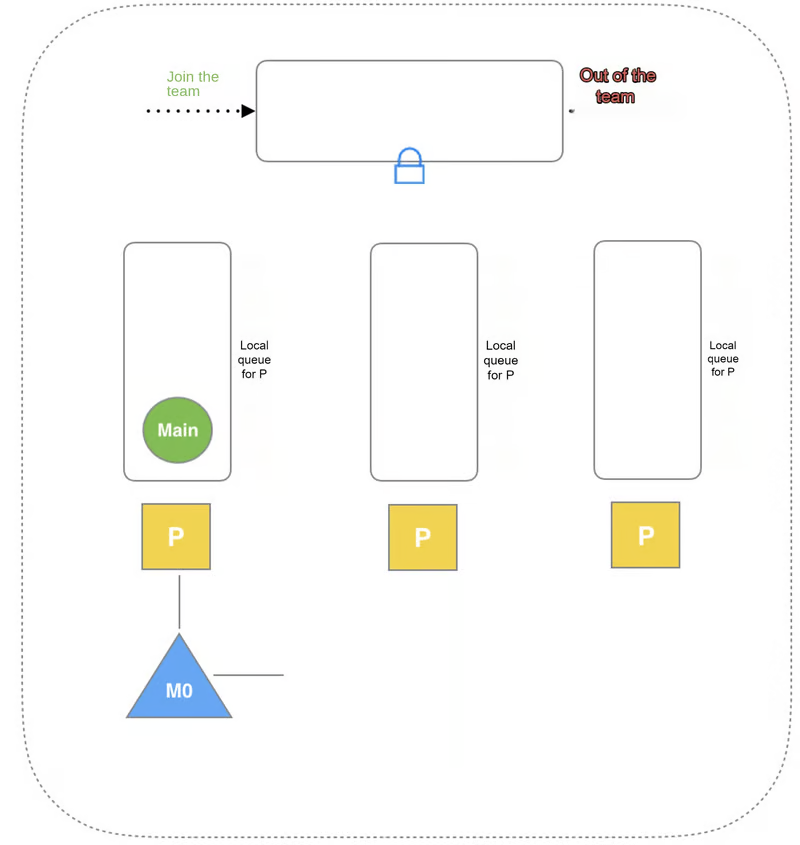 Join the
team
Out of the
team
Local
queue
for P
Local
queue
for P
Local
queue
for P
Main
P
P
P
M0